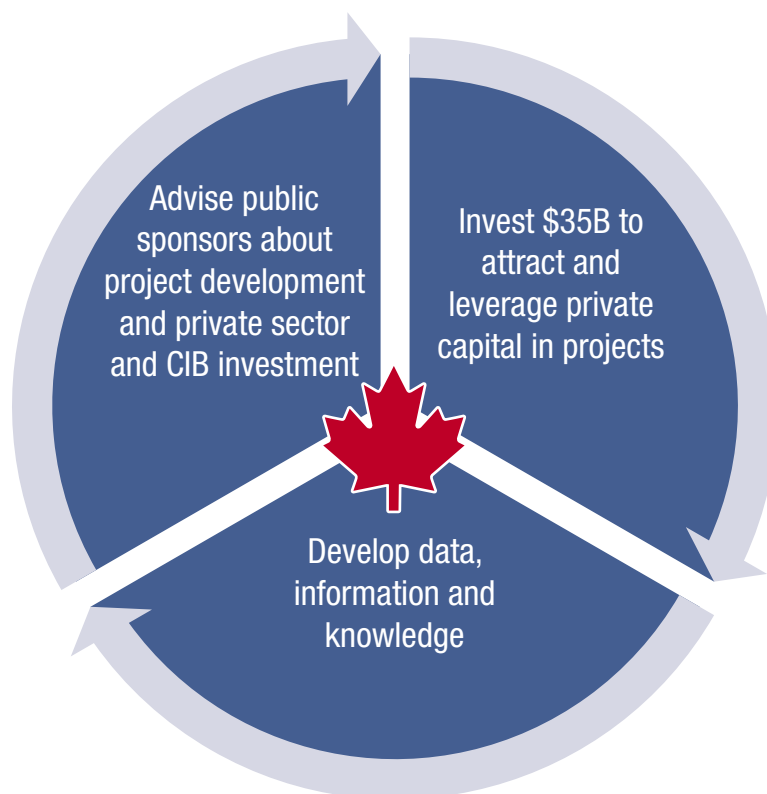 Advise public
sponsors about
project development
and private sector
and CIB investment
Invest $35B to
attract and
leverage private
capital in projects
Develop data,
information and
knowledge